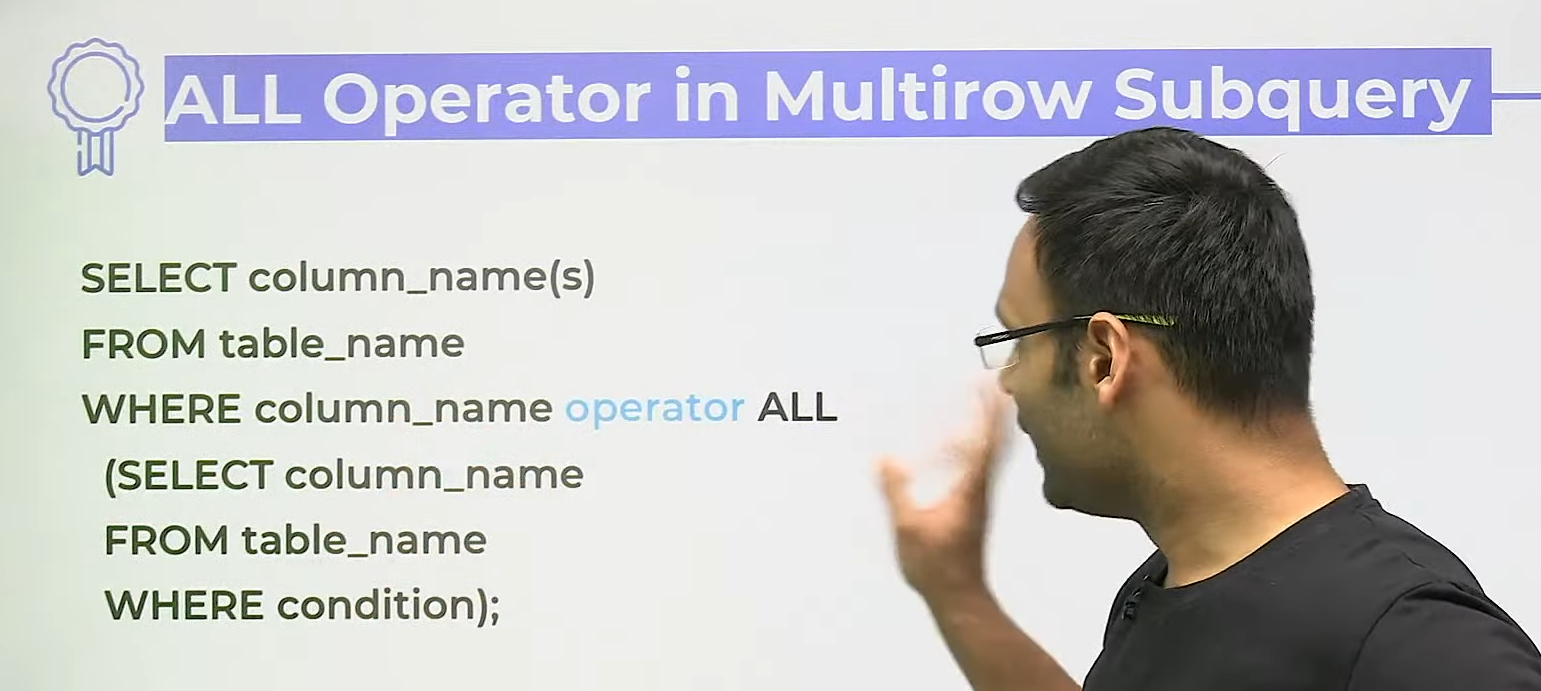 ALL Operator in Multirow Subquery
SELECT column_name(s)
FROM table_name
WHERE column_name operator ALL
(SELECT column_name
FROM table_name
WHERE condition);